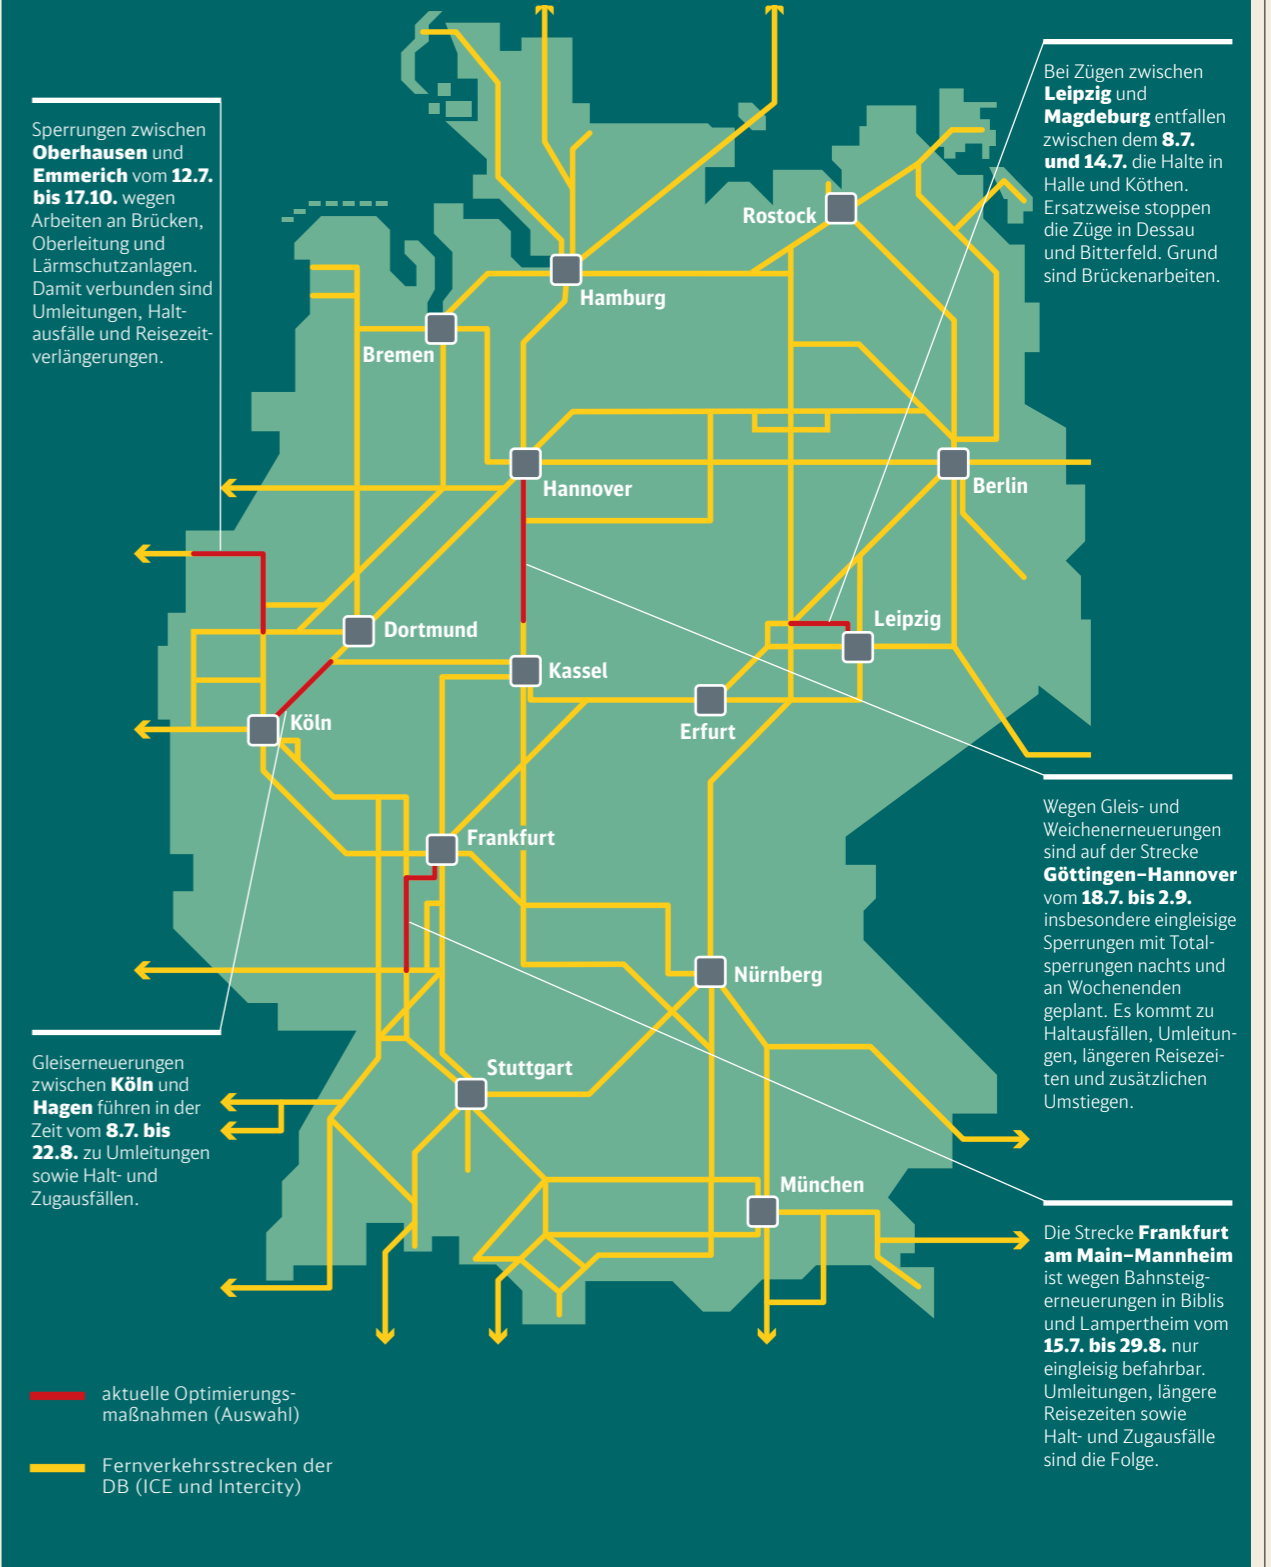 Sperrungen zwischen
Oberhausen und
Emmerich vom 12.7.
bis 17.10. wegen
Arbeiten an Brücken,
Oberleitung und
Lärmschutzanlagen.
Damit verbunden sind
Umleitungen, Halt-
ausfälle und Reisezeit-
verlängerungen.
Bei Zügen zwischen
Leipzig und
Magdeburg entfallen
zwischen dem 8.7.
und 14.7. die Halte in
Halle und Köthen.
Ersatzweise stoppen
die Züge in Dessau
und Bitterfeld. Grund
sind Brückenarbeiten.
Rostock
Hamburg
Bremen
Hannover
Berlin
Dortmund
Leipzig
Kassel
Köln
Erfurt
Frankfurt
Nürnberg
Stuttgart
München
Wegen Gleis- und
Weichenerneuerungen
sind auf der Strecke
Göttingen–Hannover
vom 18.7. bis 2.9.
insbesondere eingleisige
Sperrungen mit Total-
sperrungen nachts und
an Wochenenden
geplant. Es kommt zu
Haltausfällen, Umleitun-
gen, längeren Reisezei-
ten und zusätzlichen
Umstiegen.
Gleiserneuerungen
zwischen Köln und
Hagen führen in der
Zeit vom 8.7. bis
22.8. zu Umleitungen
sowie Halt- und
Zugausfällen.
Die Strecke Frankfurt
am Main–Mannheim
ist wegen Bahnsteig-
erneuerungen in Biblis
und Lampertheim vom
15.7. bis 29.8. nur
eingleisig befahrbar.
Umleitungen, längere
Reisezeiten sowie
Halt- und Zugausfälle
sind die Folge.
aktuelle Optimierungs-
maßnahmen (Auswahl)
Fernverkehrsstrecken der
DB (ICE und Intercity)